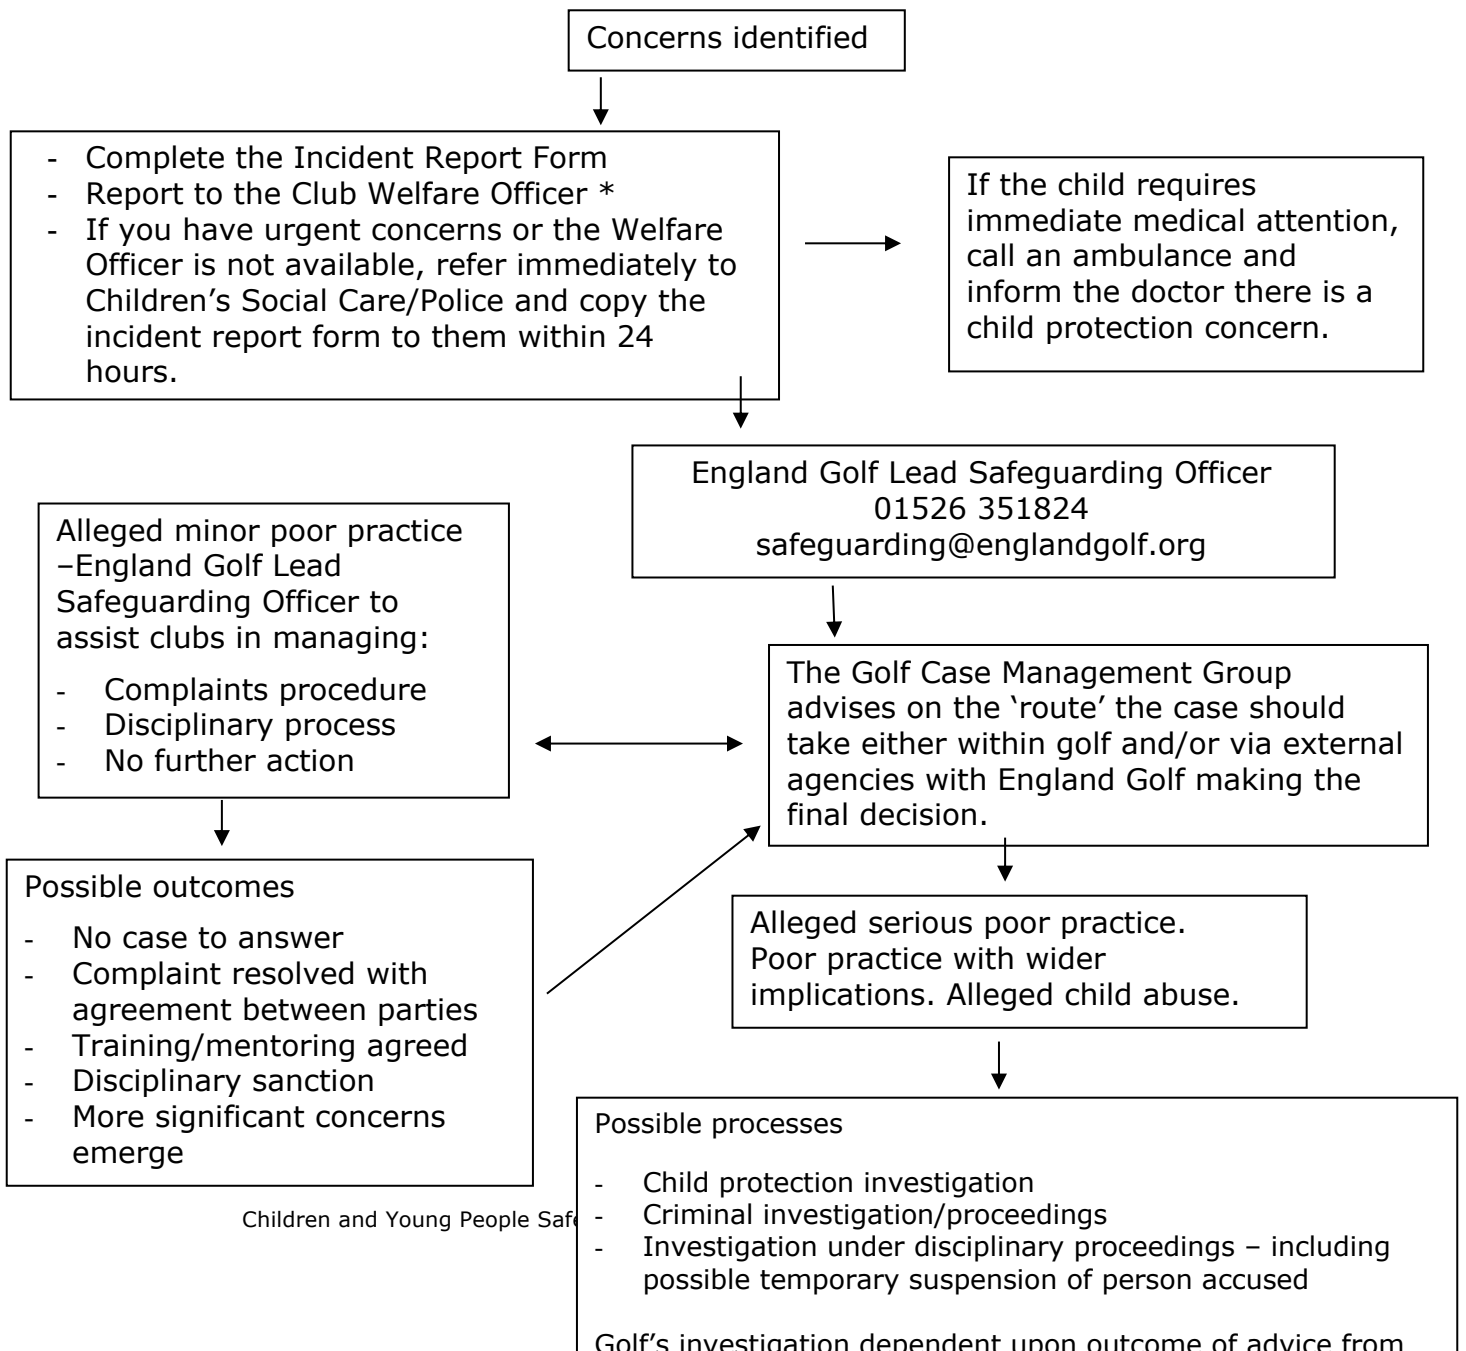 Concerns identified
- Complete the Incident Report Form
- Report to the Club Welfare Officer *
- If you have urgent concerns or the Welfare
Officer is not available, refer immediately to
Children’s Social Care/Police and copy the
incident report form to them within 24
hours.
If the child requires
immediate medical attention,
call an ambulance and
inform the doctor there is a
child protection concern.
England Golf Lead Safeguarding Officer
01526 351824
safeguarding@englandgolf.org
Alleged minor poor practice
–England Golf Lead
Safeguarding Officer to
assist clubs in managing:
- Complaints procedure
- Disciplinary process
- No further action
The Golf Case Management Group
advises on the ‘route’ the case should
take either within golf and/or via external
agencies with England Golf making the
final decision.
Possible outcomes
- No case to answer
- Complaint resolved with
agreement between parties
- Training/mentoring agreed
- Disciplinary sanction
- More significant concerns
emerge
Alleged serious poor practice.
Poor practice with wider
implications. Alleged child abuse.
Possible processes
- Child protection investigation
- Criminal investigation/proceedings
- Investigation under disciplinary proceedings – including
possible temporary suspension of person accused
Golf’s investigation dependent upon outcome of advice from
Children and Young People